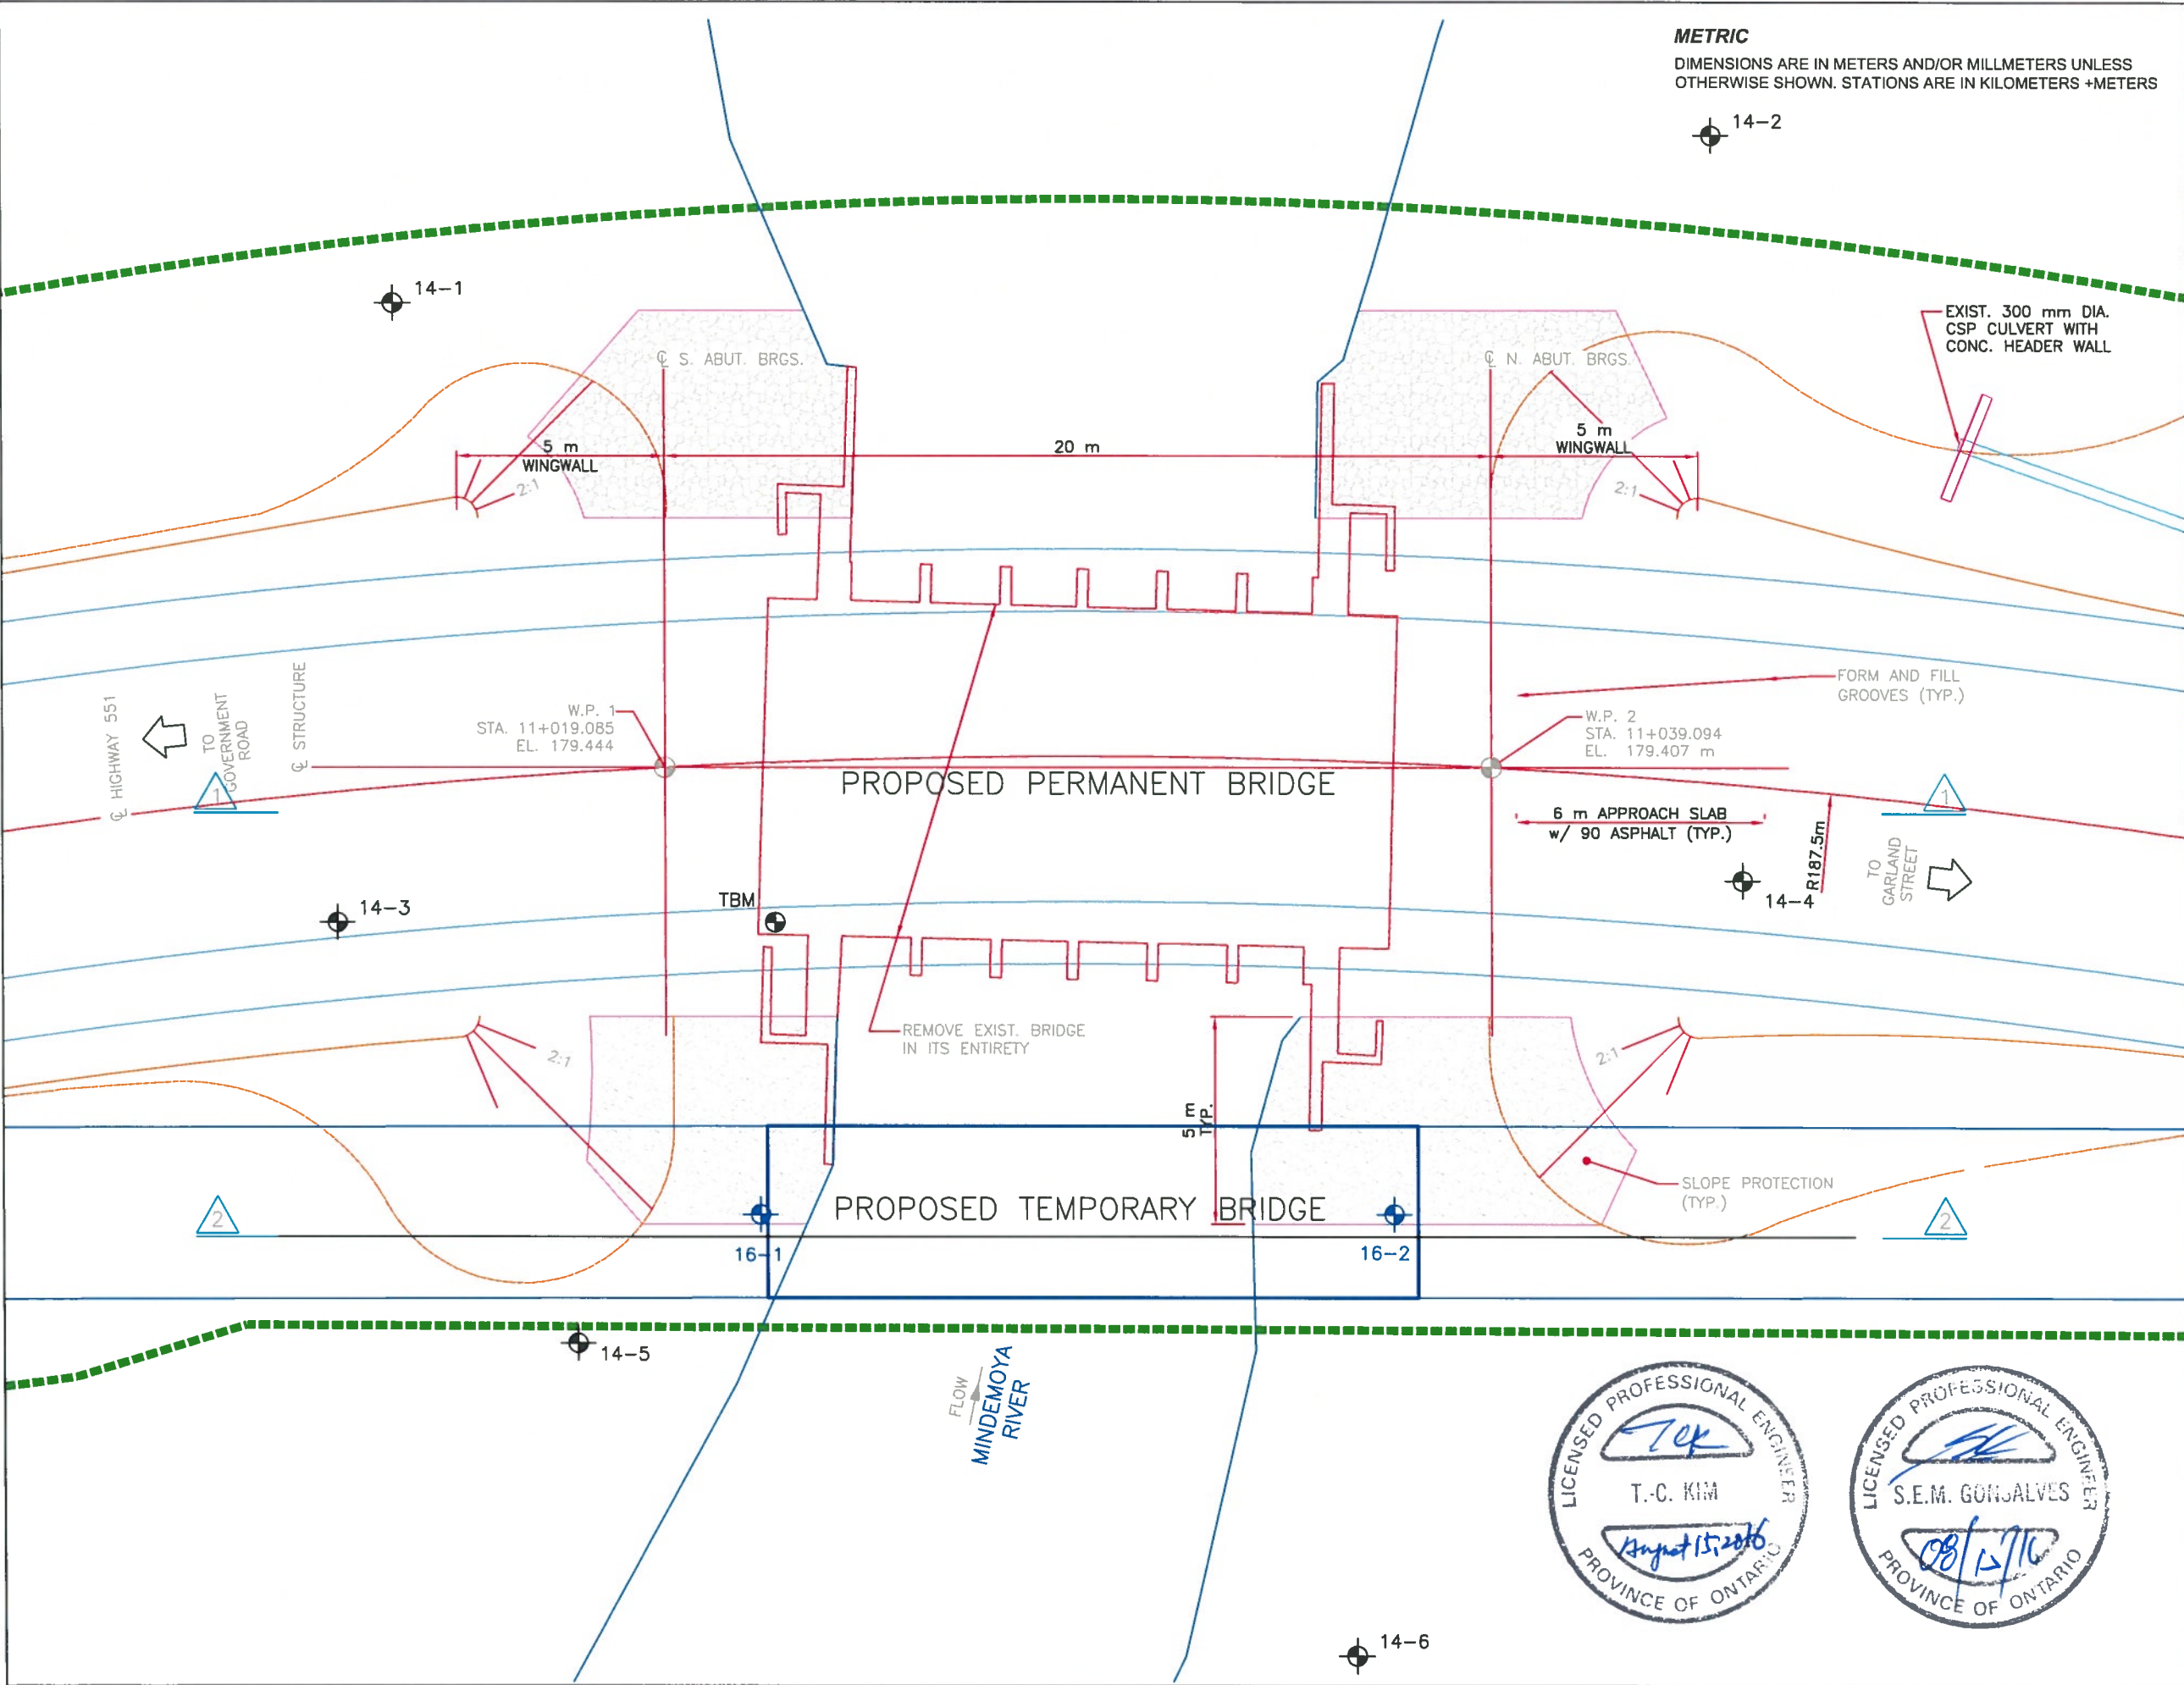 METRIC
DIMENSIONS ARE IN METERS AND/OR MILLMETERS UNLESS
OTHERWISE SHOWN. STATIONS ARE IN KILOMETERS +METERS
14-2
14-1
EXIST. 300 mm DIA.
CSP CULVERT WITH
CONC. HEADER WALL
℄ S. ABUT. BRGS.
℄ N. ABUT. BRGS.
5 m
WINGWALL
20 m
5 m
WINGWALL
2:1
2:1
℄ HIGHWAY 551
TO
GOVERNMENT
ROAD
℄ STRUCTURE
W.P. 1
STA. 11+019.085
EL. 179.444
FORM AND FILL
GROOVES (TYP.)
W.P. 2
STA. 11+039.094
EL. 179.407 m
PROPOSED PERMANENT BRIDGE
1
1
6 m APPROACH SLAB
w/ 90 ASPHALT (TYP.)
R187.5m
TO
GARLAND
STREET
14-3
TBM
14-4
REMOVE EXIST. BRIDGE
IN ITS ENTIRETY
2:1
2:1
5 m
TYP.
SLOPE PROTECTION
(TYP.)
PROPOSED TEMPORARY BRIDGE
2
2
16-1
16-2
14-5
FLOW
MINDEMOYA
RIVER
14-6
LICENSED PROFESSIONAL ENGINEER
T.-C. KIM
August 15, 2016
PROVINCE OF ONTARIO
LICENSED PROFESSIONAL ENGINEER
S.E.M. GONSALVES
PROVINCE OF ONTARIO